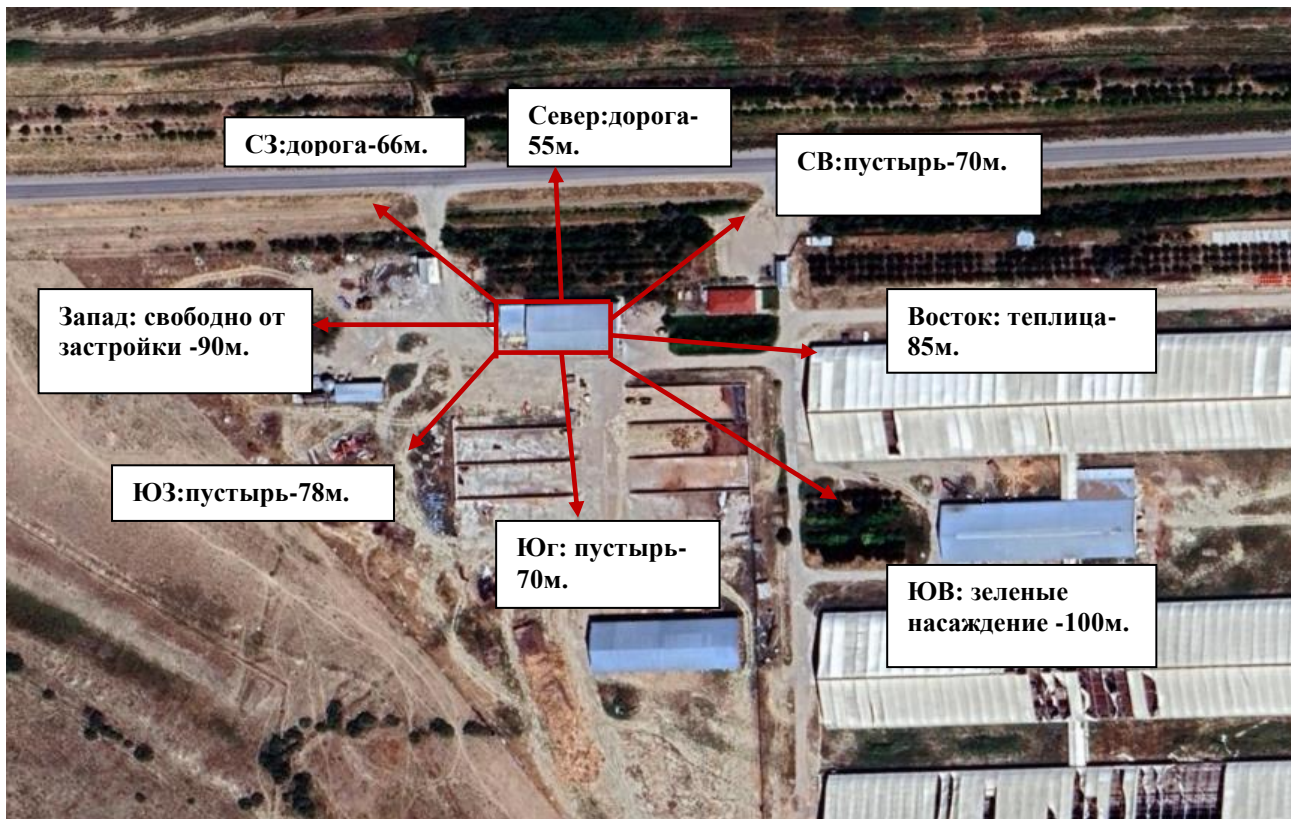 Север:дорога-
55м.
СЗ:дорога-66м.
СВ:пустырь-70м.
Запад: свободно от
застройки -90м.
Восток: теплица-
85м.
ЮЗ:пустырь-78м.
Юг: пустырь-
70м.
ЮВ: зеленые
насаждение -100м.